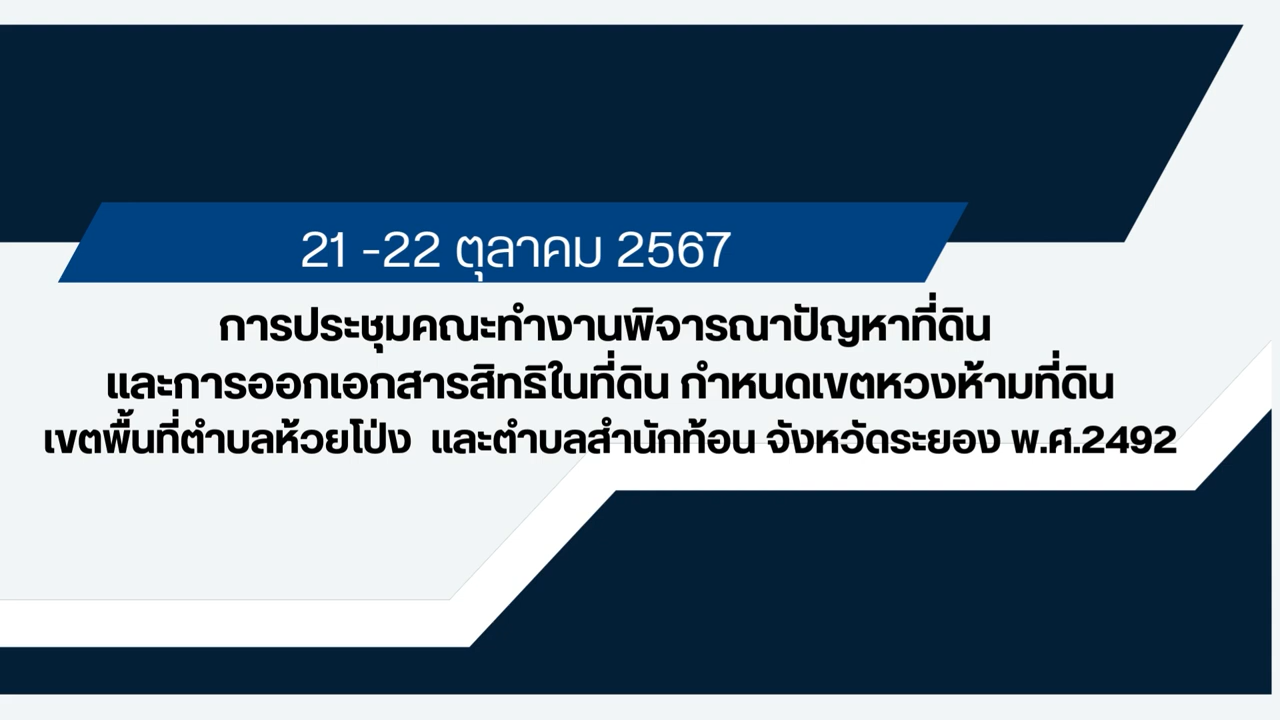 21 -22 ตุลาคม 2567
การประชุมคณะทำงานพิจารณาปัญหาที่ดิน
และการออกเอกสารสิทธิในที่ดิน กำหนดเขตหวงห้ามที่ดิน
เขตพื้นที่ตำบลห้วยโป่ง และตำบลสำนักท้อน จังหวัดระยอง พ.ศ.2492